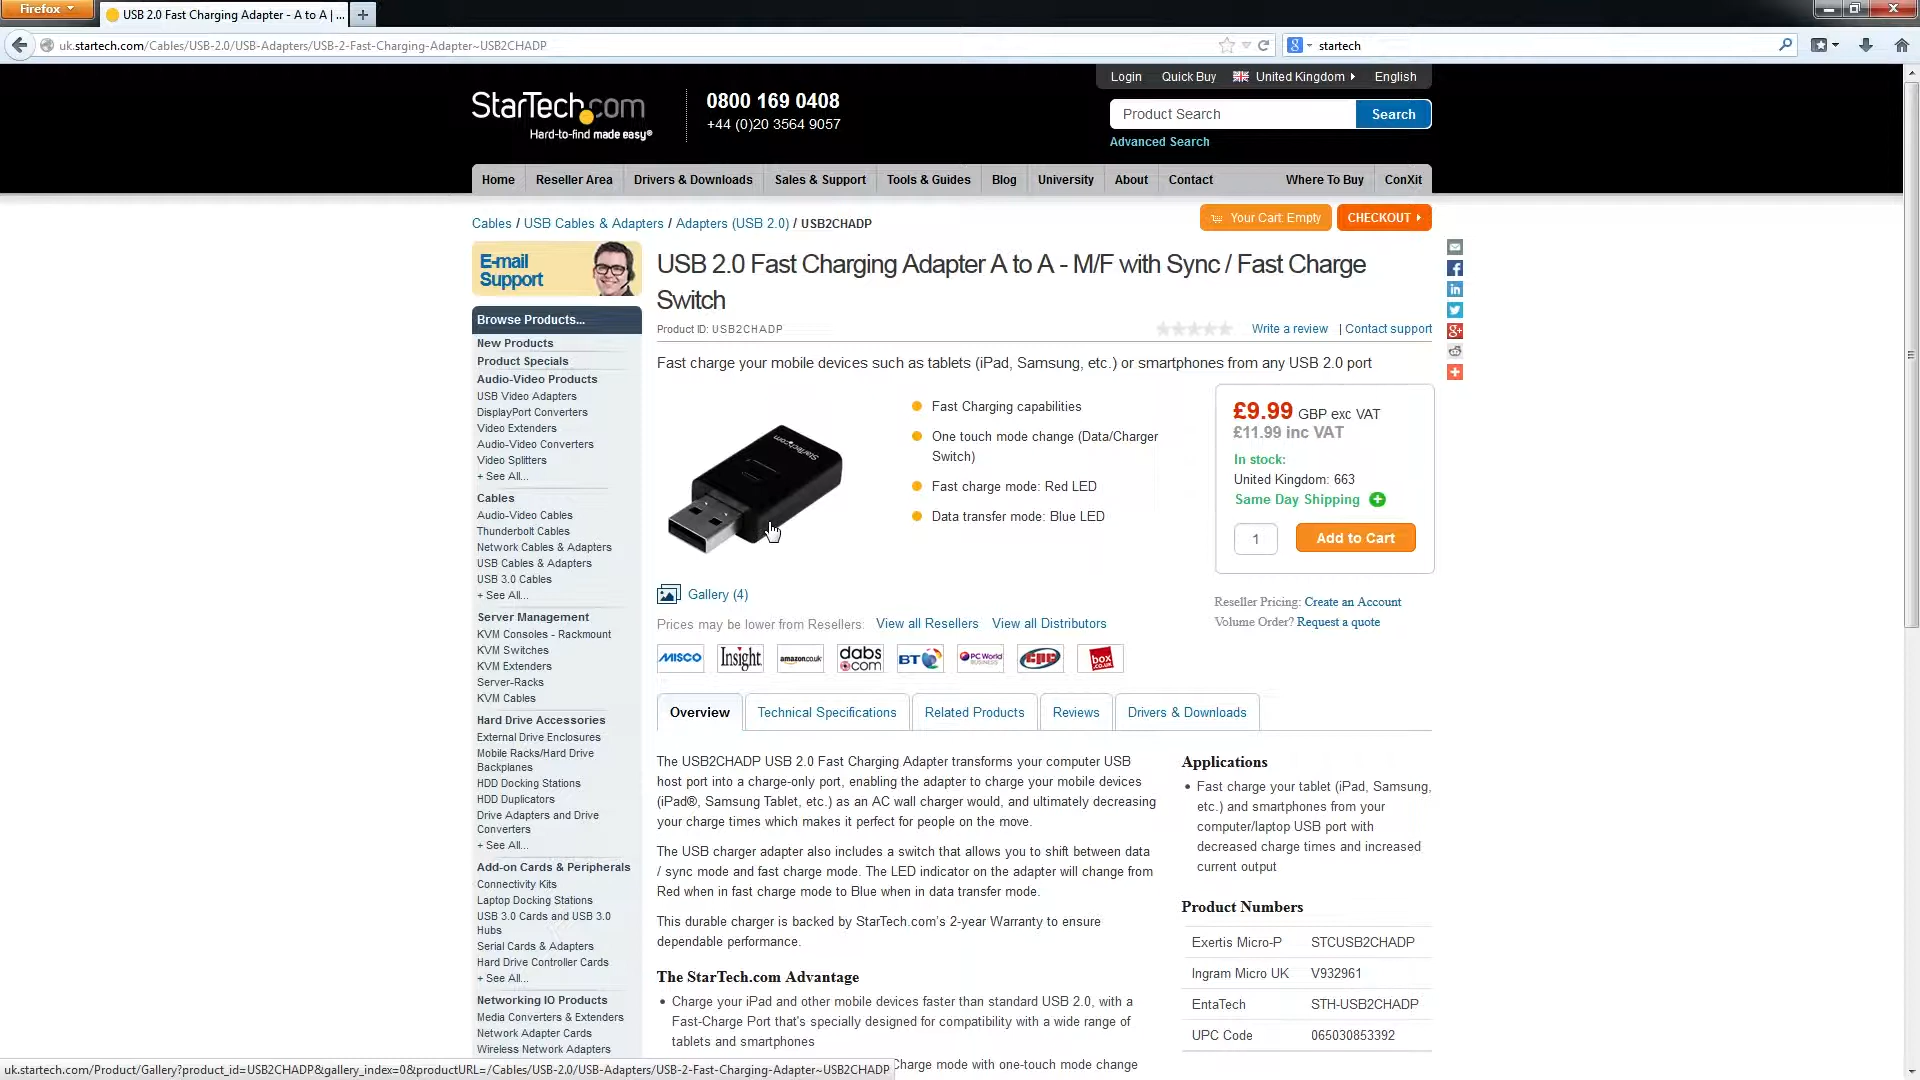 Firefox
USB 2.0 Fast Charging Adapter - A to A | ...
uk.startech.com/Cables/USB-2.0/USB-Adapters/USB-2-Fast-Charging-Adapter~USB2CHADP
startech
Login Quick Buy United Kingdom English
StarTech.com
Hard-to-find made easy®
0800 169 0408
+44 (0)20 3564 9057
Product Search Search
Advanced Search
Home Reseller Area Drivers & Downloads Sales & Support Tools & Guides Blog University About Contact Where To Buy ConXit
Cables / USB Cables & Adapters / Adapters (USB 2.0) / USB2CHADP
Your Cart: Empty CHECKOUT
E-mail
Support
Browse Products...
New Products
Product Specials
Audio-Video Products
USB Video Adapters
DisplayPort Converters
Video Extenders
Audio-Video Converters
Video Splitters
+ See All...
Cables
Audio-Video Cables
Thunderbolt Cables
Network Cables & Adapters
USB Cables & Adapters
USB 3.0 Cables
+ See All...
Server Management
KVM Consoles - Rackmount
KVM Switches
KVM Extenders
Server-Racks
KVM Cables
Hard Drive Accessories
External Drive Enclosures
Mobile Racks/Hard Drive
Backplanes
HDD Docking Stations
HDD Duplicators
Drive Adapters and Drive
Converters
+ See All...
Add-on Cards & Peripherals
Connectivity Kits
Laptop Docking Stations
USB 3.0 Cards and USB 3.0
Hubs
Serial Cards & Adapters
Hard Drive Controller Cards
+ See All...
Networking IO Products
Media Converters & Extenders
Network Adapter Cards
Wireless Network Adapters
USB 2.0 Fast Charging Adapter A to A - M/F with Sync / Fast Charge
Switch
Product ID: USB2CHADP
Write a review | Contact support
Fast charge your mobile devices such as tablets (iPad, Samsung, etc.) or smartphones from any USB 2.0 port
StarTech.com
Fast Charging capabilities
One touch mode change (Data/Charger
Switch)
Fast charge mode: Red LED
Data transfer mode: Blue LED
£9.99 GBP exc VAT
£11.99 inc VAT
In stock:
United Kingdom: 663
Same Day Shipping
1 Add to Cart
Reseller Pricing: Create an Account
Volume Order? Request a quote
Gallery (4)
Prices may be lower from Resellers: View all Resellers View all Distributors
MISCO Insight amazon.co.uk dabs.com BT PC World BUSINESS CPC box.co.uk
Overview Technical Specifications Related Products Reviews Drivers & Downloads
The USB2CHADP USB 2.0 Fast Charging Adapter transforms your computer USB
host port into a charge-only port, enabling the adapter to charge your mobile devices
(iPad®, Samsung Tablet, etc.) as an AC wall charger would, and ultimately decreasing
your charge times which makes it perfect for people on the move.
The USB charger adapter also includes a switch that allows you to shift between data
/ sync mode and fast charge mode. The LED indicator on the adapter will change from
Red when in fast charge mode to Blue when in data transfer mode.
This durable charger is backed by StarTech.com's 2-year Warranty to ensure
dependable performance.
The StarTech.com Advantage
• Charge your iPad and other mobile devices faster than standard USB 2.0, with a
Fast-Charge Port that's specially designed for compatibility with a wide range of
tablets and smartphones
Charge mode with one-touch mode change
Applications
• Fast charge your tablet (iPad, Samsung,
etc.) and smartphones from your
computer/laptop USB port with
decreased charge times and increased
current output
Product Numbers
Exertis Micro-P STCUSB2CHADP
Ingram Micro UK V932961
EntaTech STH-USB2CHADP
UPC Code 065030853392
uk.startech.com/Product/Gallery?product_id=USB2CHADP&gallery_index=0&productURL=/Cables/USB-2.0/USB-Adapters/USB-2-Fast-Charging-Adapter~USB2CHADP